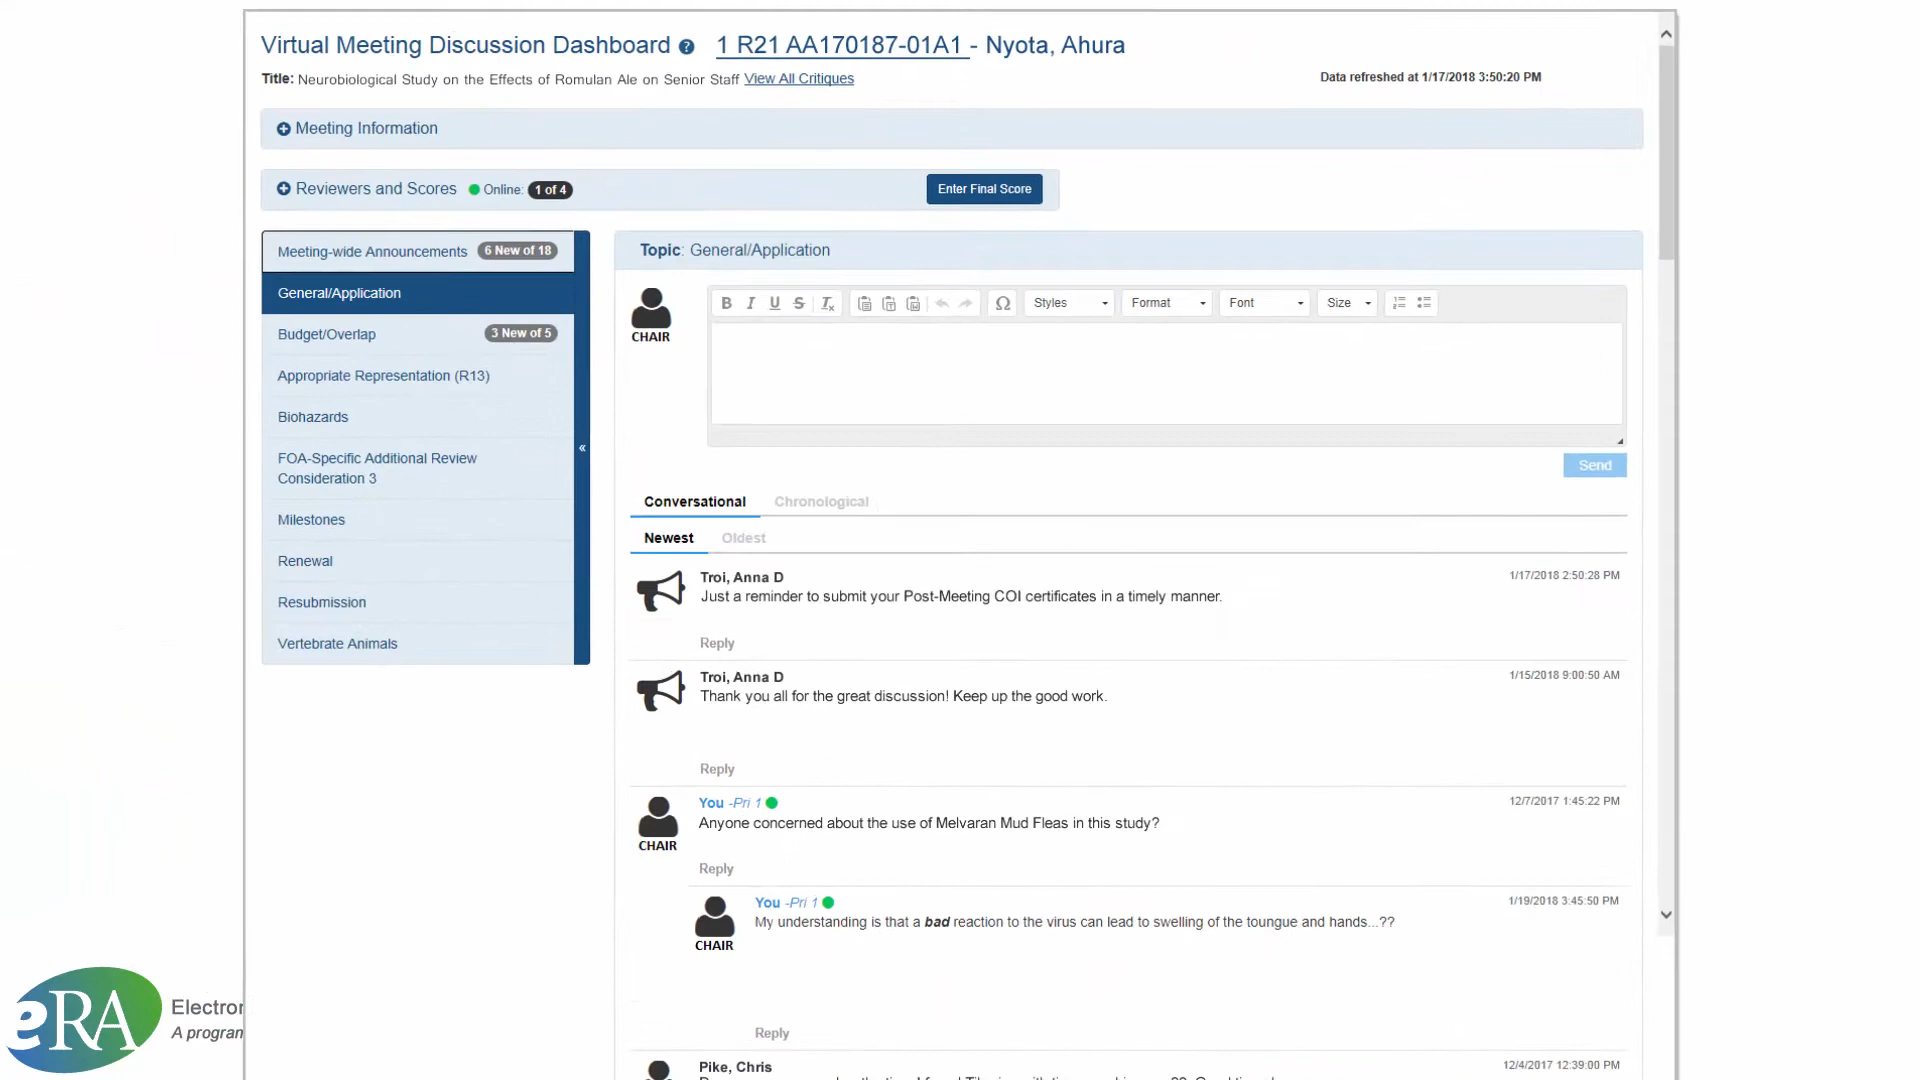 Virtual Meeting Discussion Dashboard ? 1 R21 AA170187-01A1 - Nyota, Ahura
Title: Neurobiological Study on the Effects of Romulan Ale on Senior Staff View All Critiques
Data refreshed at 1/17/2018 3:50:20 PM
Meeting Information
Reviewers and Scores Online: 1 of 4
Enter Final Score
Meeting-wide Announcements 6 New of 18
General/Application
Budget/Overlap 3 New of 5
Appropriate Representation (R13)
Biohazards
FOA-Specific Additional Review
Consideration 3
Milestones
Renewal
Resubmission
Vertebrate Animals
«
Topic: General/Application
CHAIR
B I U S Tx Ω Styles Format Font Size
Send
Conversational Chronological
Newest Oldest
Troi, Anna D 1/17/2018 2:50:28 PM
Just a reminder to submit your Post-Meeting COI certificates in a timely manner.
Reply
Troi, Anna D 1/15/2018 9:00:50 AM
Thank you all for the great discussion! Keep up the good work.
Reply
You -Pri 1 12/7/2017 1:45:22 PM
Anyone concerned about the use of Melvaran Mud Fleas in this study?
CHAIR
Reply
You -Pri 1 1/19/2018 3:45:50 PM
My understanding is that a bad reaction to the virus can lead to swelling of the toungue and hands...??
CHAIR
Reply
Pike, Chris 12/4/2017 12:39:00 PM
eRA
Electron
A program